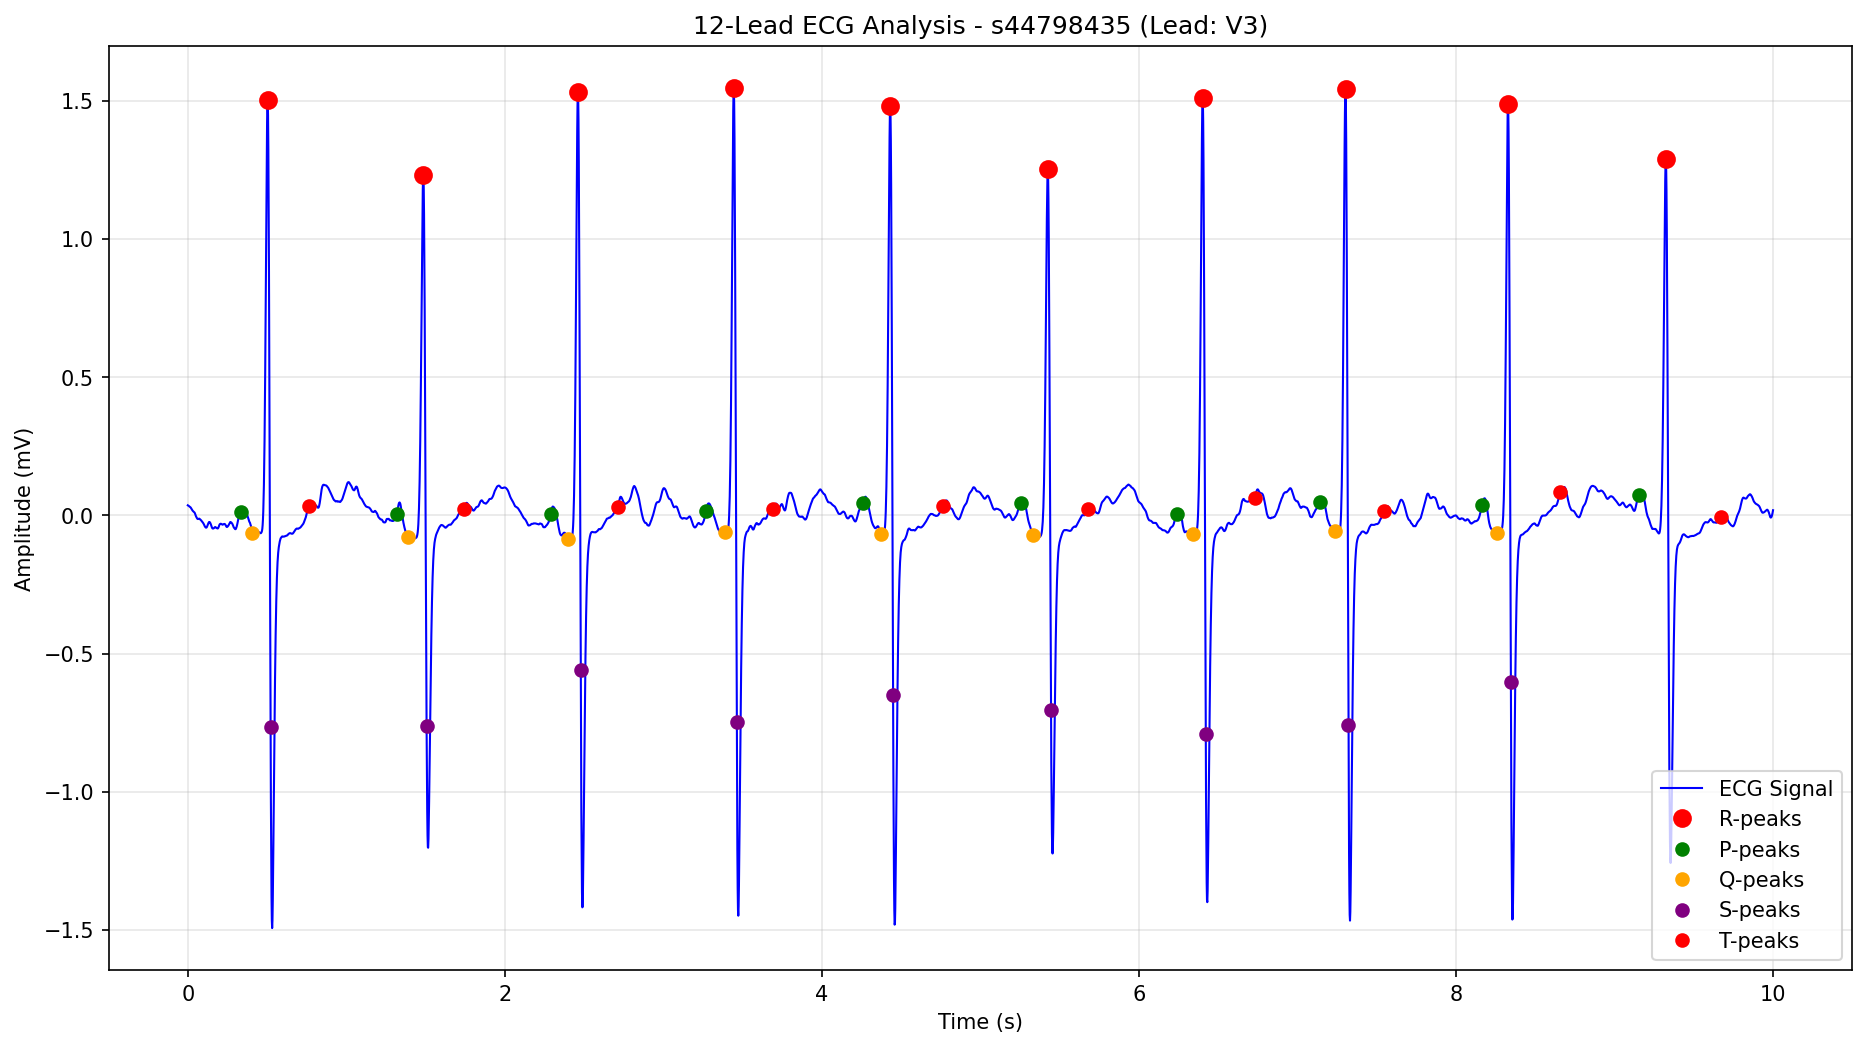 12-Lead ECG Analysis - s44798435 (Lead: V3)
Amplitude (mV)
1.5
1.0
0.5
0.0
−0.5
−1.0
−1.5
0
2
4
6
8
10
Time (s)
ECG Signal
R-peaks
P-peaks
Q-peaks
S-peaks
T-peaks